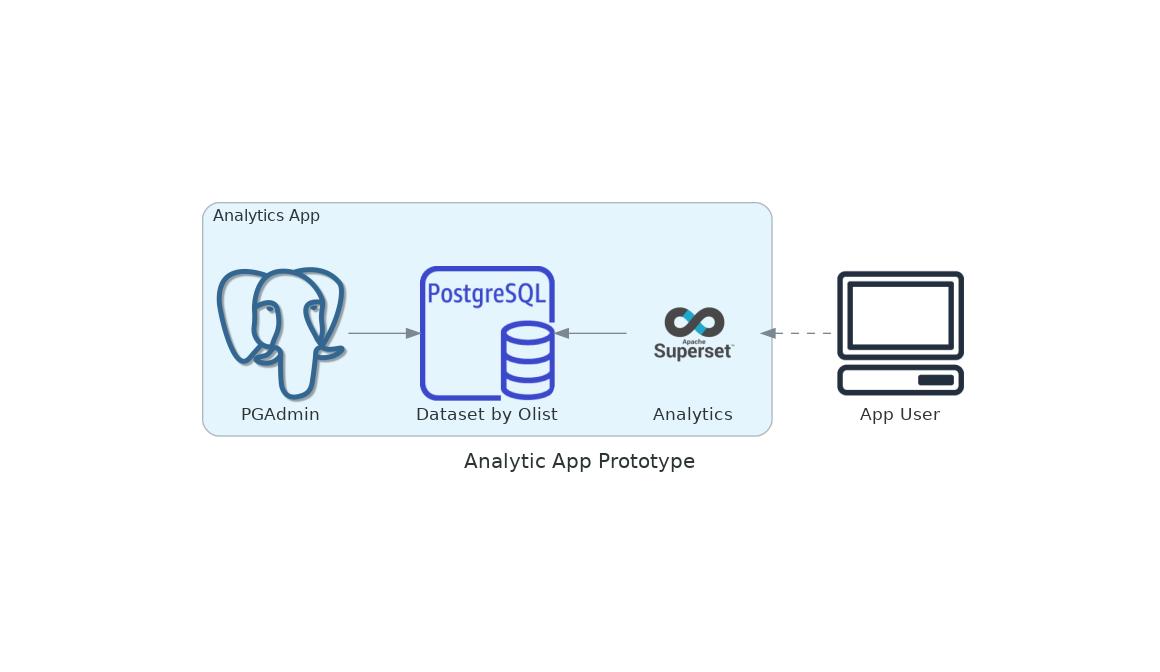 Analytics App
PostgreSQL
Apache
Superset™
PGAdmin
Dataset by Olist
Analytics
App User
Analytic App Prototype